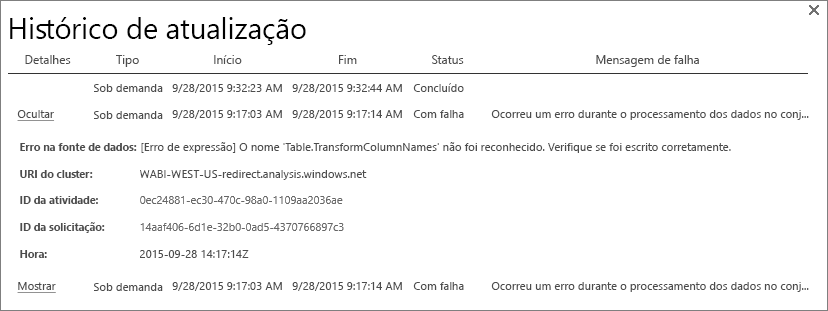 Histórico de atualização
Detalhes Tipo Início Fim Status Mensagem de falha
Sob demanda 9/28/2015 9:32:23 AM 9/28/2015 9:32:44 AM Concluído
Ocultar Sob demanda 9/28/2015 9:17:03 AM 9/28/2015 9:17:14 AM Com falha Ocorreu um erro durante o processamento dos dados no conj...
Erro na fonte de dados: [Erro de expressão] O nome 'Table.TransformColumnNames' não foi reconhecido. Verifique se foi escrito corretamente.
URI do cluster: WABI-WEST-US-redirect.analysis.windows.net
ID da atividade: 0ec24881-ec30-470c-98a0-1109aa2036ae
ID da solicitação: 14aaf406-6d1e-32b0-0ad5-4370766897c3
Hora: 2015-09-28 14:17:14Z
Mostrar Sob demanda 9/28/2015 9:17:03 AM 9/28/2015 9:17:14 AM Com falha Ocorreu um erro durante o processamento dos dados no conj...